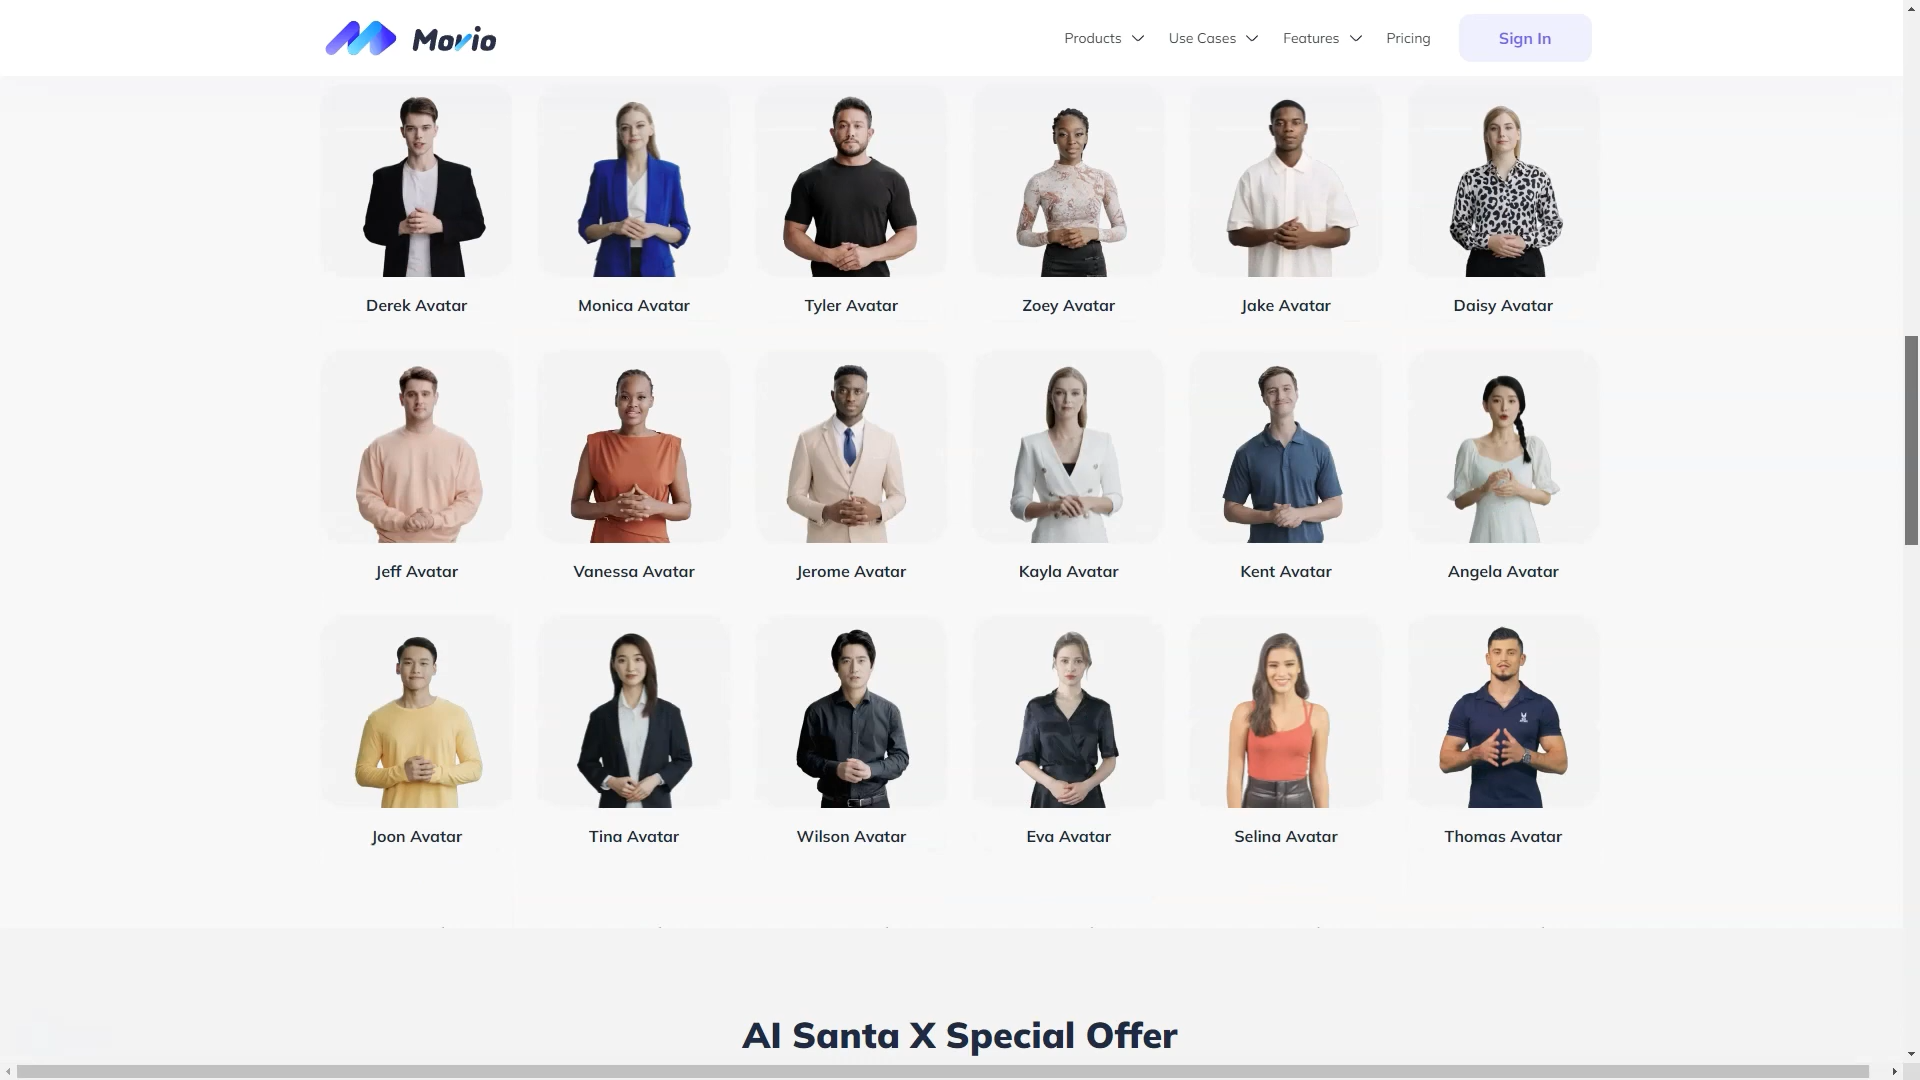 Movio
Products
Use Cases
Features
Pricing
Sign In
Derek Avatar
Monica Avatar
Tyler Avatar
Zoey Avatar
Jake Avatar
Daisy Avatar
Jeff Avatar
Vanessa Avatar
Jerome Avatar
Kayla Avatar
Kent Avatar
Angela Avatar
Joon Avatar
Tina Avatar
Wilson Avatar
Eva Avatar
Selina Avatar
Thomas Avatar
AI Santa X Special Offer